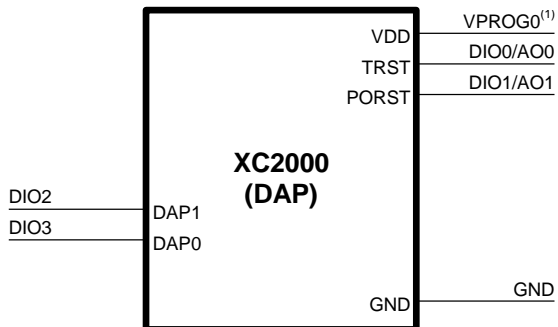 VDD VPROG0(1)
TRST DIO0/AO0
PORST DIO1/AO1
XC2000
(DAP)
DIO2 DAP1
DIO3 DAP0
GND GND